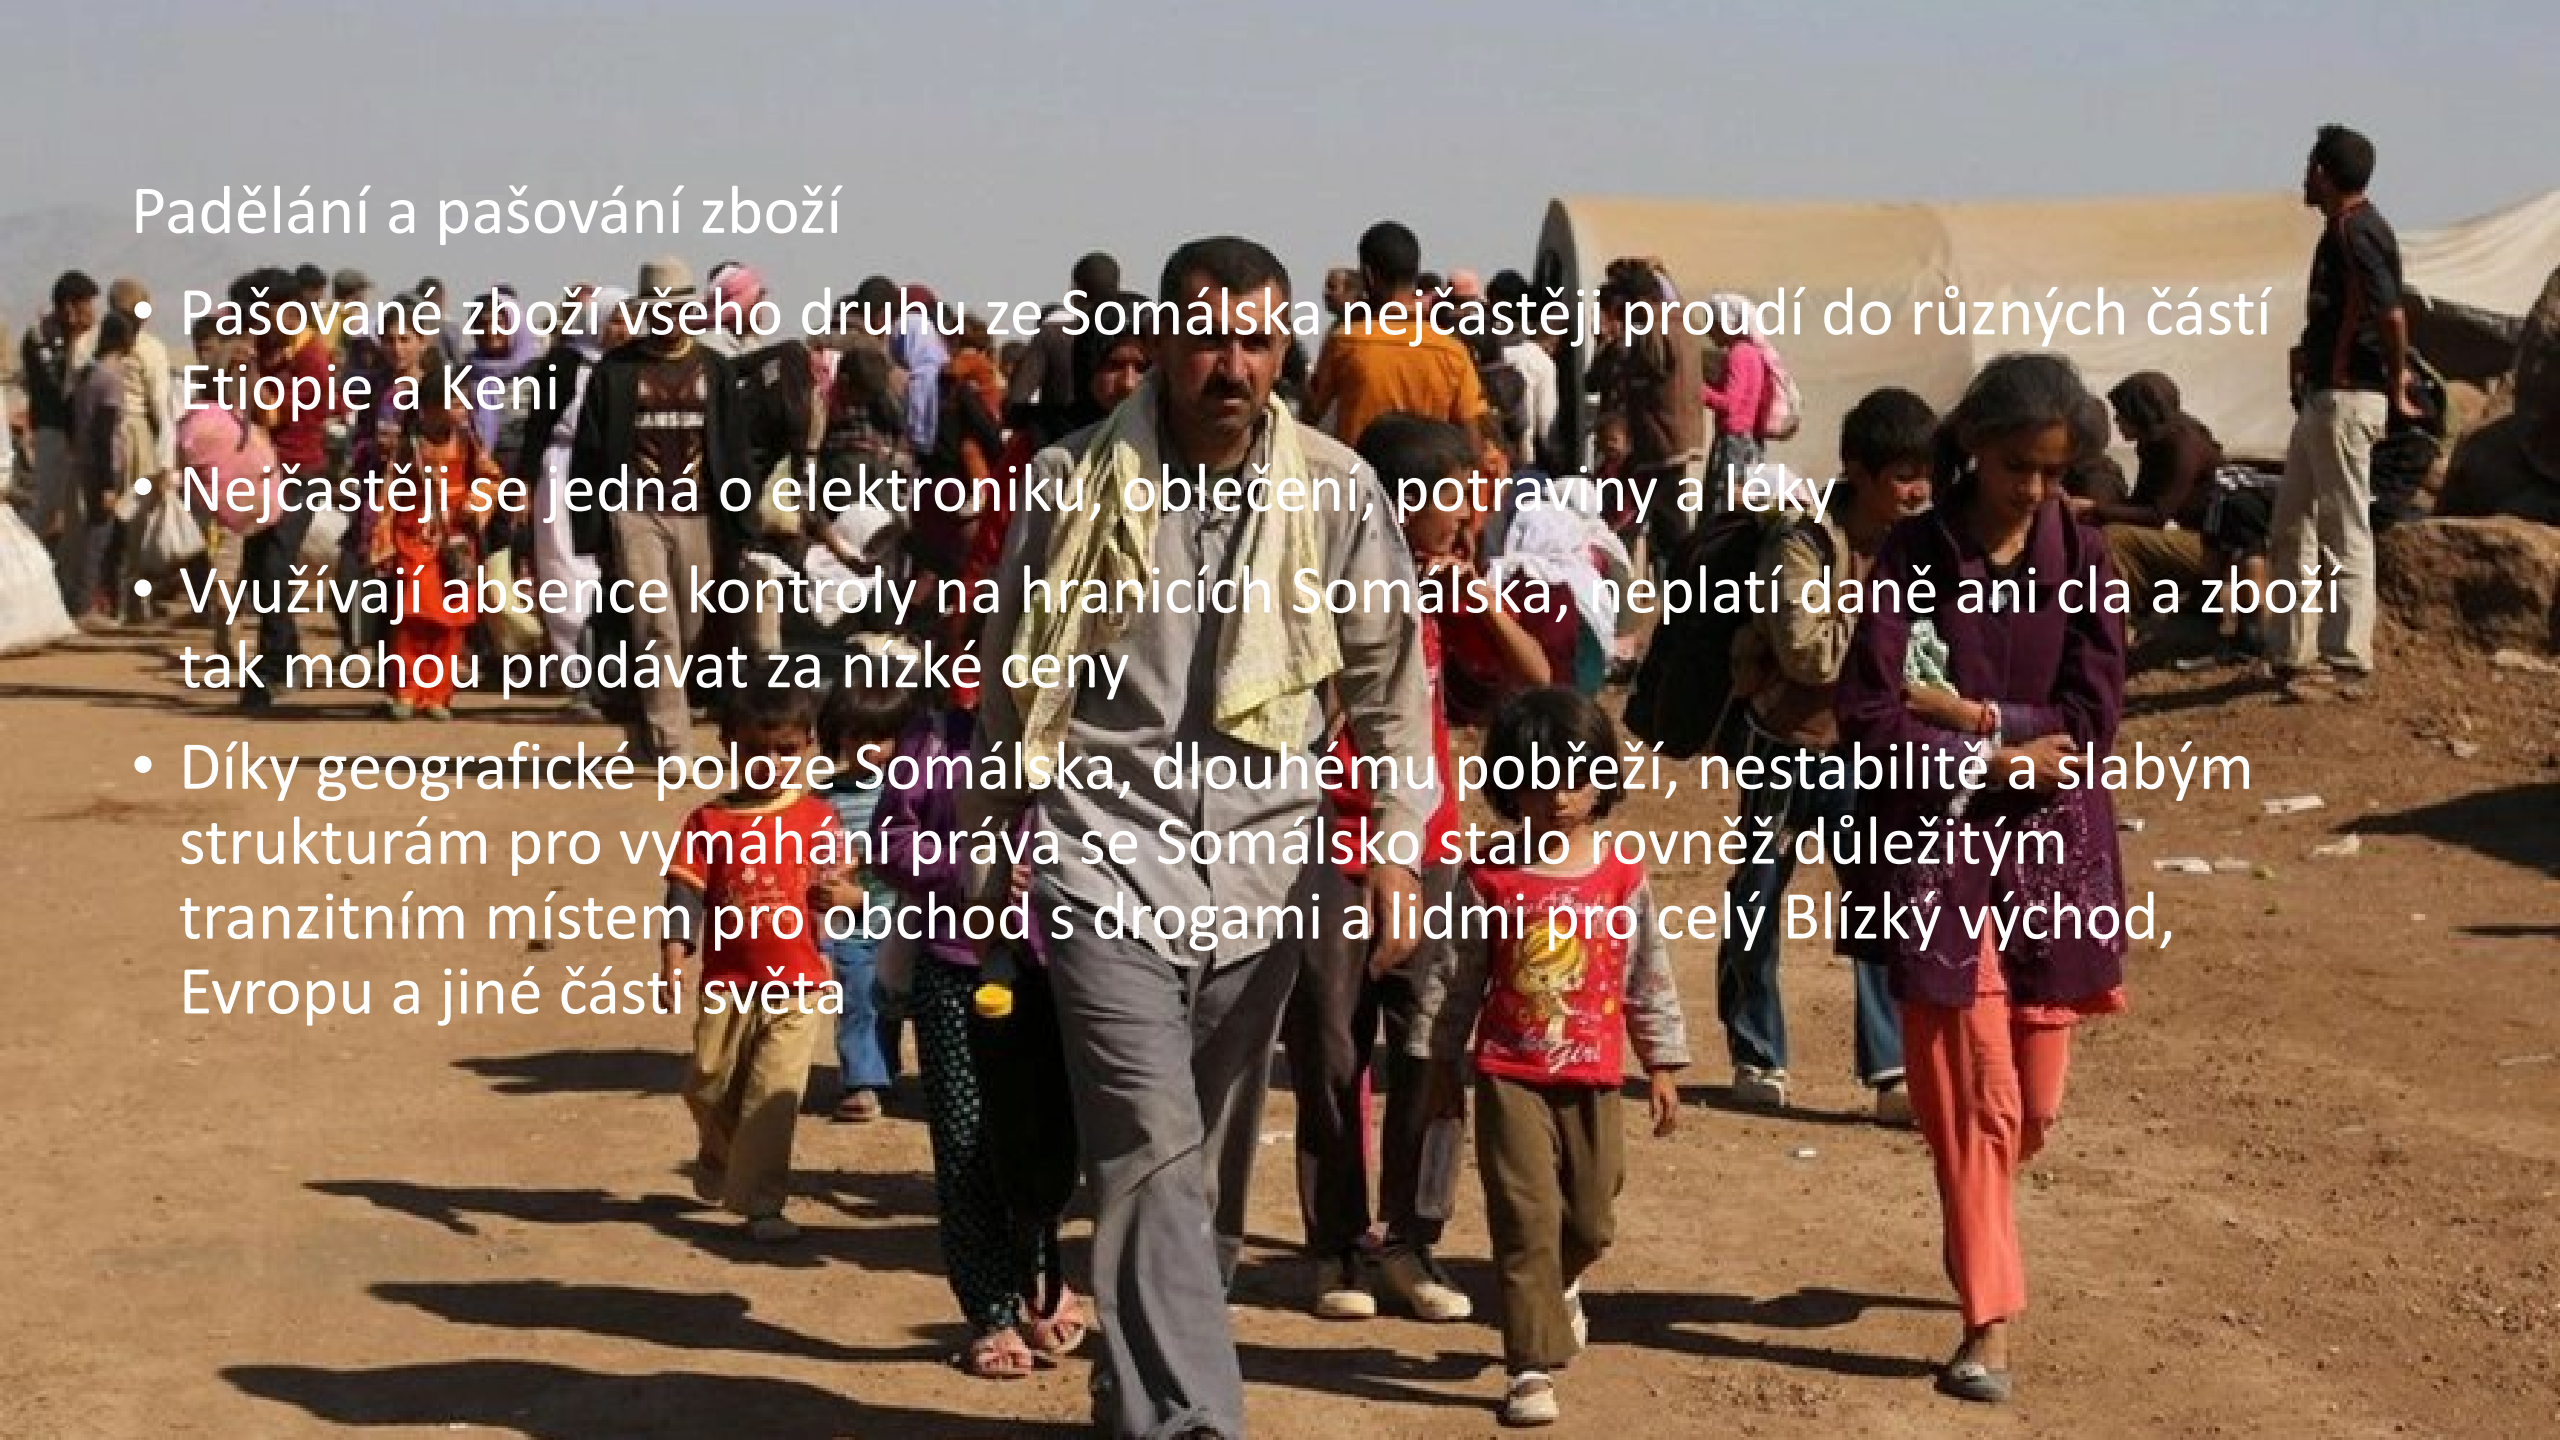 Padělání a pašování zboží
• Pašované zboží všeho druhu ze Somálska nejčastěji proudí do různých částí
Etiopie a Keni
• Nejčastěji se jedná o elektroniku, oblečení, potraviny a léky
• Využívají absence kontroly na hranicích Somálska, neplatí daně ani cla a zboží
tak mohou prodávat za nízké ceny
• Díky geografické poloze Somálska, dlouhému pobřeží, nestabilitě a slabým
strukturám pro vymáhání práva se Somálsko stalo rovněž důležitým
tranzitním místem pro obchod s drogami a lidmi pro celý Blízký východ,
Evropu a jiné části světa
Girl